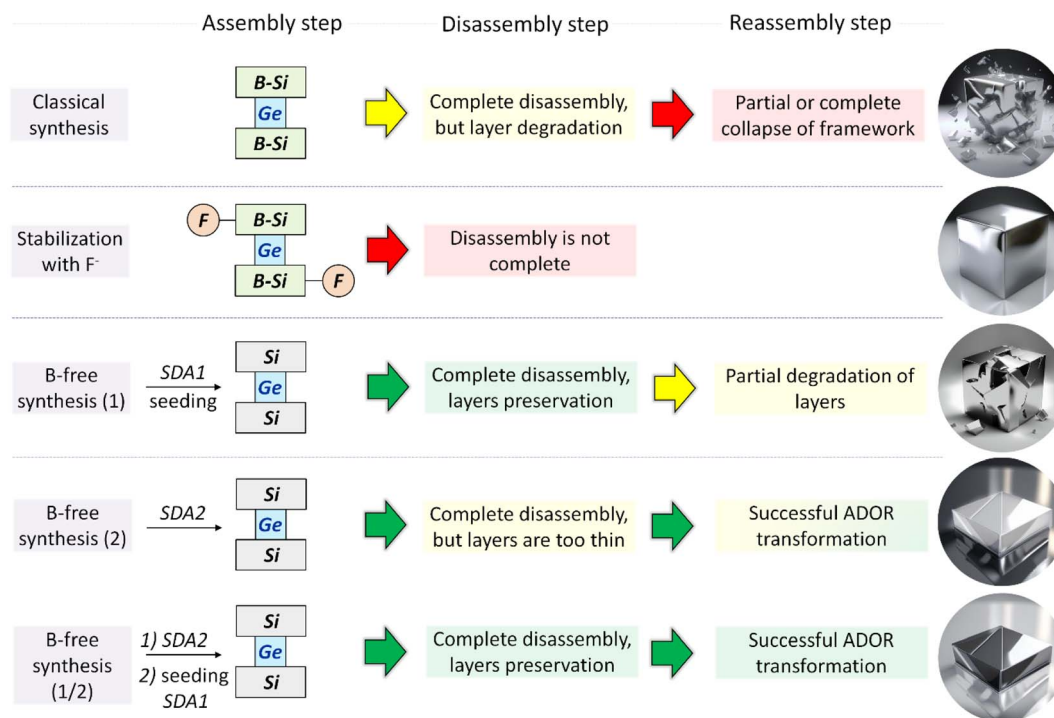 Assembly step
Disassembly step
Reassembly step
Classical
synthesis
B-Si
Ge
B-Si
Complete disassembly,
but layer degradation
Partial or complete
collapse of framework
Stabilization
with F⁻
F
B-Si
Ge
B-Si
F
Disassembly is not
complete
B-free
synthesis (1)
SDA1
seeding
Si
Ge
Si
Complete disassembly,
layers preservation
Partial degradation of
layers
B-free
synthesis (2)
SDA2
Si
Ge
Si
Complete disassembly,
but layers are too thin
Successful ADOR
transformation
B-free
synthesis
(1/2)
1) SDA2
2) seeding
SDA1
Si
Ge
Si
Complete disassembly,
layers preservation
Successful ADOR
transformation